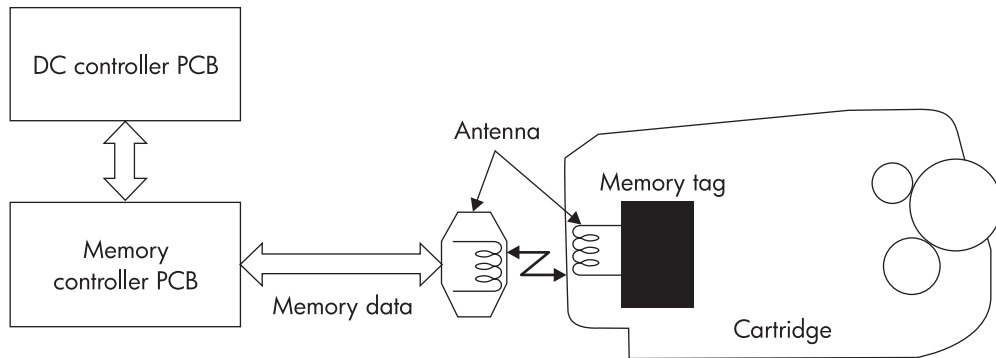 DC controller PCB
Antenna
Memory tag
Memory
controller PCB
Memory data
Cartridge